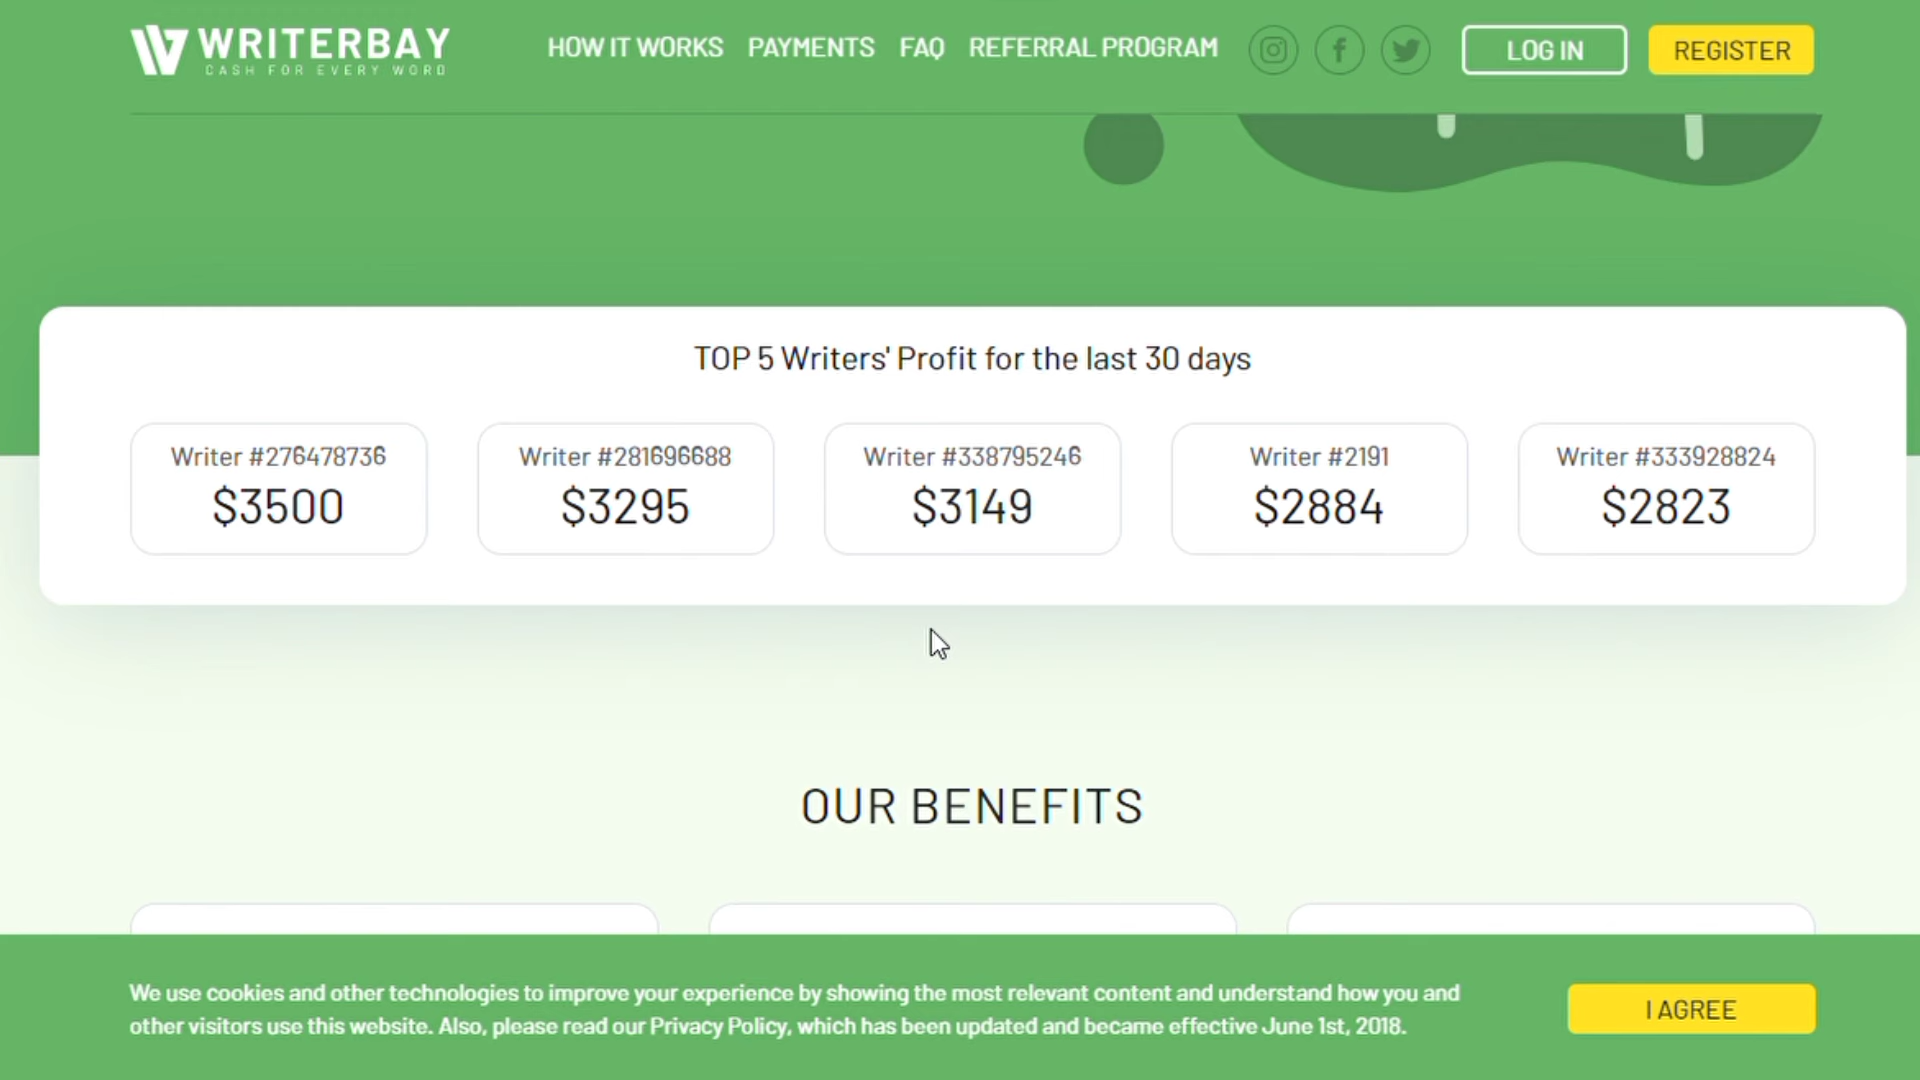 WRITERBAY
CASH FOR EVERY WORD
HOW IT WORKS PAYMENTS FAQ REFERRAL PROGRAM LOG IN REGISTER
TOP 5 Writers' Profit for the last 30 days
Writer #276478736 Writer #281696688 Writer #338795246 Writer #2191 Writer #333928824
$3500 $3295 $3149 $2884 $2823
OUR BENEFITS
We use cookies and other technologies to improve your experience by showing the most relevant content and understand how you and
other visitors use this website. Also, please read our Privacy Policy, which has been updated and became effective June 1st, 2018.
I AGREE